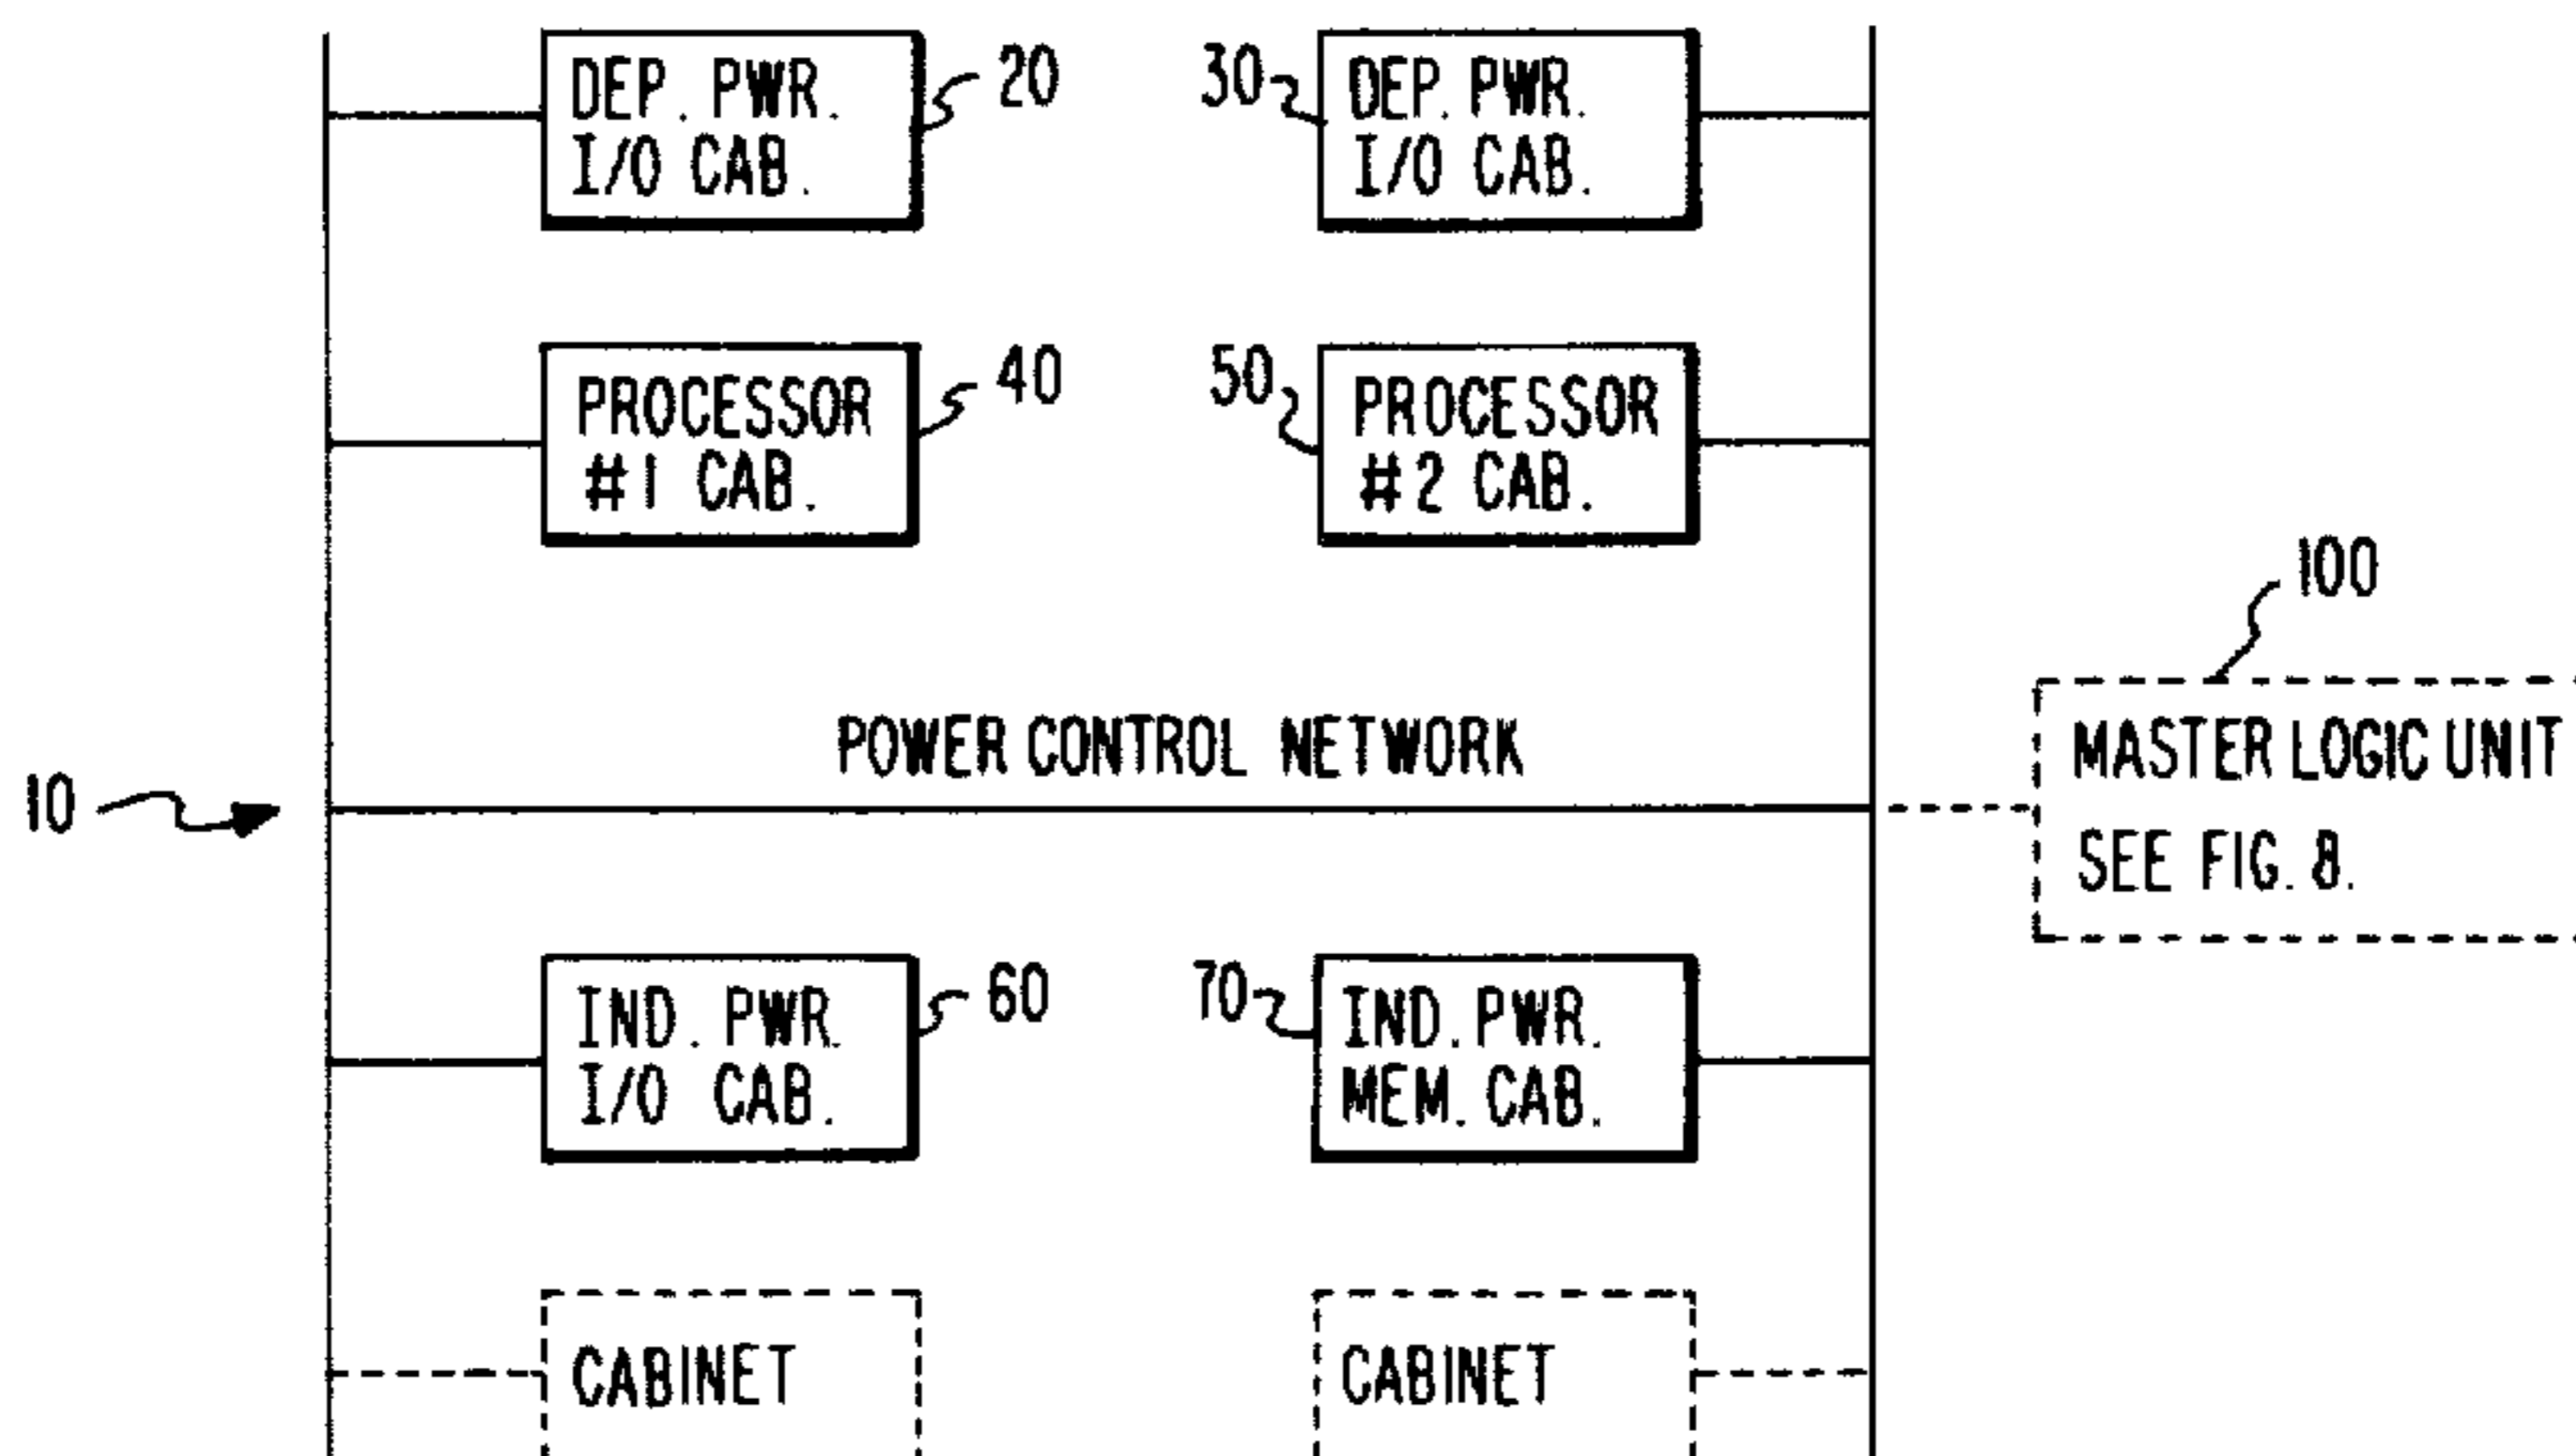 DEP. PWR.
I/O CAB.
20
30
DEP. PWR.
I/O CAB.
PROCESSOR
#1 CAB.
40
50
PROCESSOR
#2 CAB.
100
POWER CONTROL NETWORK
10
MASTER LOGIC UNIT
SEE FIG. 8.
IND. PWR.
I/O CAB.
60
70
IND. PWR.
MEM. CAB.
CABINET
CABINET